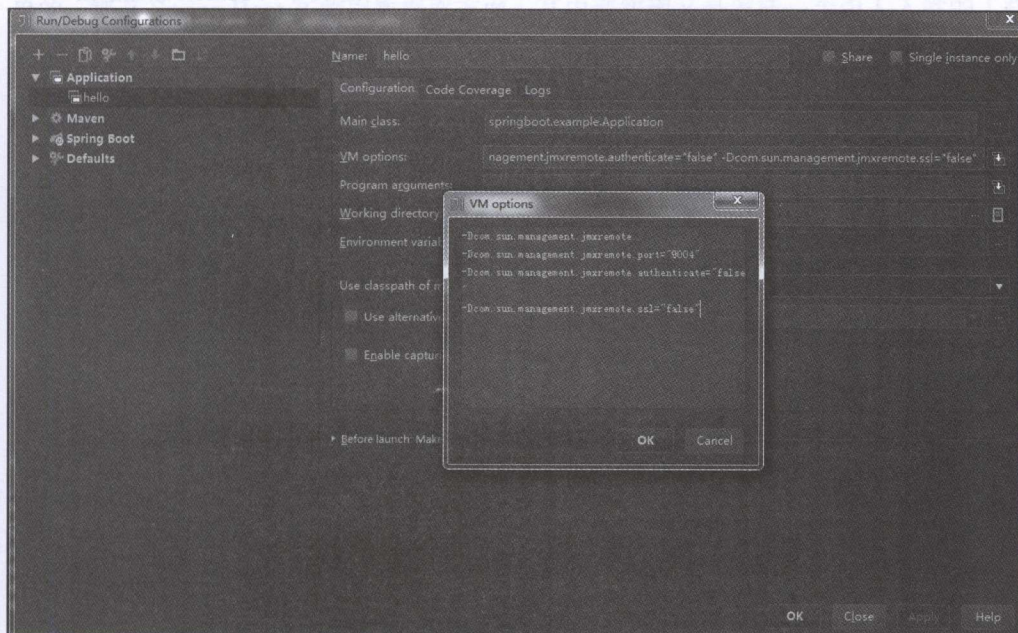 Run/Debug Configurations
Name: hello
Share
Single instance only
Application
hello
Maven
Spring Boot
Defaults
Configuration
Code Coverage
Logs
Main class:
springboot.example.Application
VM options:
nagement.jmxremote.authenticate="false" -Dcom.sun.management.jmxremote.ssl="false"
Program arguments:
Working directory
Environment variab
Use classpath of m
Use alternativ
Enable captur
Before launch: Mak
VM options
-Dcom.sun.management.jmxremote
-Dcom.sun.management.jmxremote.port="9004"
-Dcom.sun.management.jmxremote.authenticate="false
"
-Dcom.sun.management.jmxremote.ssl="false"
OK
Cancel
OK
Close
Apply
Help